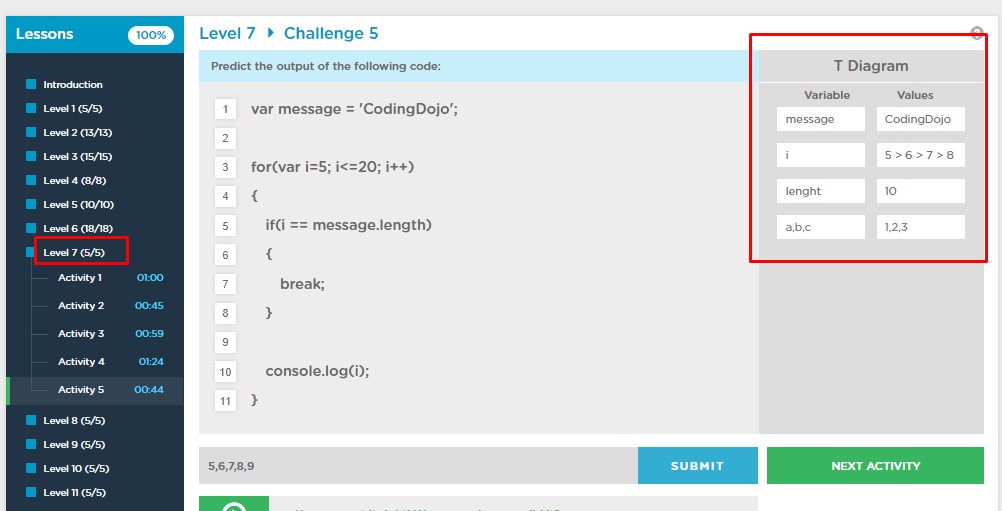 Lessons 100%
Introduction
Level 1 (5/5)
Level 2 (13/13)
Level 3 (15/15)
Level 4 (8/8)
Level 5 (10/10)
Level 6 (18/18)
Level 7 (5/5)
Activity 1 01:00
Activity 2 00:45
Activity 3 00:59
Activity 4 01:24
Activity 5 00:44
Level 8 (5/5)
Level 9 (5/5)
Level 10 (5/5)
Level 11 (5/5)
Level 7 Challenge 5
Predict the output of the following code:
1 var message = 'CodingDojo';
2
3 for(var i=5; i<=20; i++)
4 {
5 if(i == message.length)
6 {
7 break;
8 }
9
10 console.log(i);
11 }
T Diagram
Variable Values
message CodingDojo
i 5 > 6 > 7 > 8
lenght 10
a,b,c 1,2,3
5,6,7,8,9 SUBMIT NEXT ACTIVITY